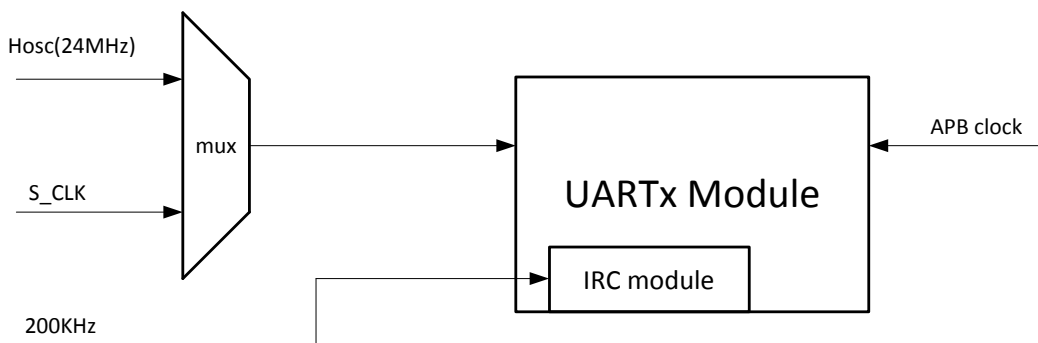 Hosc(24MHz)
mux
APB clock
S_CLK
UARTx Module
IRC module
200KHz